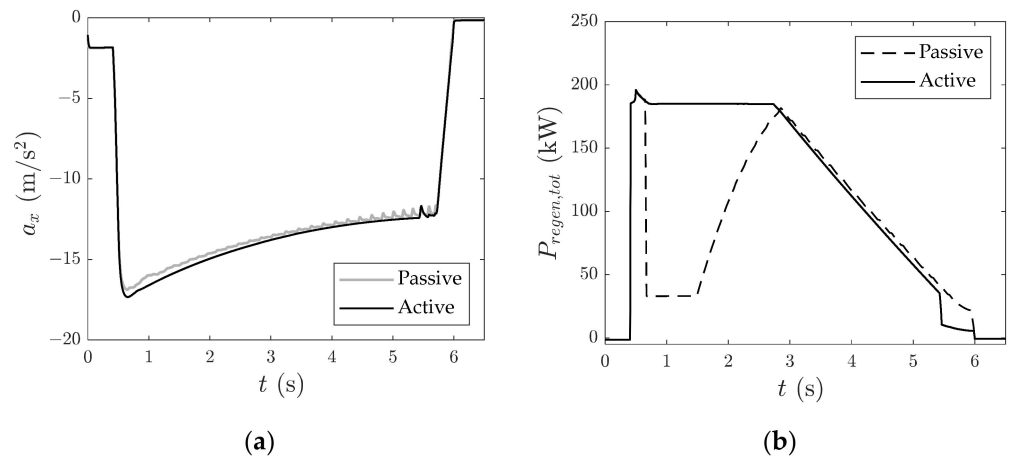 0
−5
−10
−15
−20
0 1 2 3 4 5 6
a_x (m/s²)
t (s)
Passive
Active
(a)
250
200
150
100
50
0
0 1 2 3 4 5 6
P_regen,tot (kW)
t (s)
Passive
Active
(b)